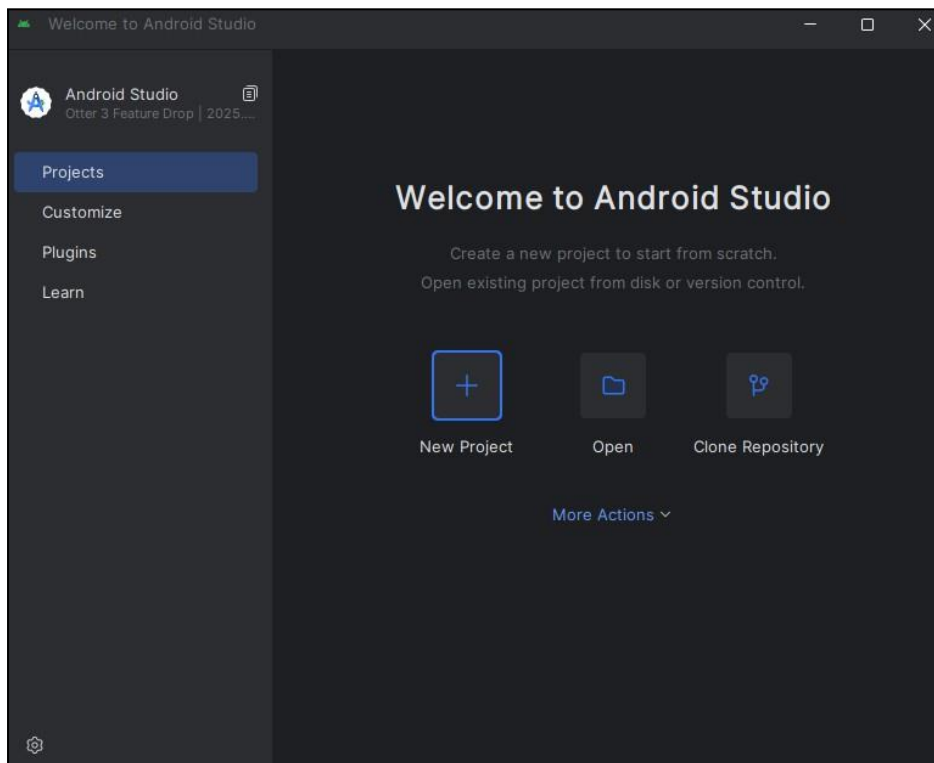 Welcome to Android Studio
Android Studio
Otter 3 Feature Drop | 2025....
Projects
Customize
Plugins
Learn
Welcome to Android Studio
Create a new project to start from scratch.
Open existing project from disk or version control.
New Project
Open
Clone Repository
More Actions